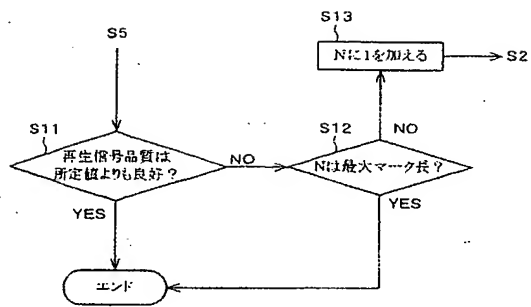 S13
S5
Nに1を加える
S2
S11
S12
NO
再生信号品質は
所定値よりも良好?
NO
Nは最大マーク長?
YES
YES
エンド